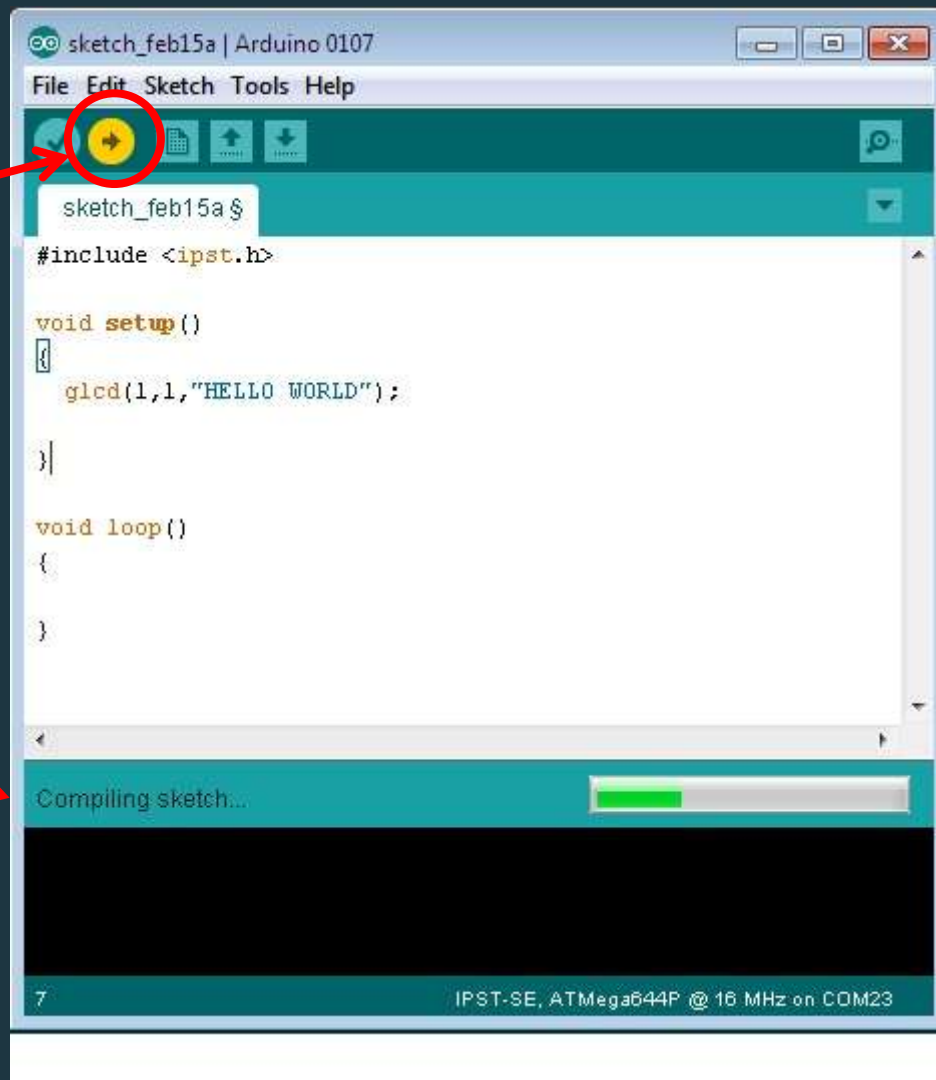 sketch_feb15a | Arduino 0107
File Edit Sketch Tools Help
sketch_feb15a §
#include <ipst.h>
void setup()
{
glcd(1,1,"HELLO WORLD");
}
void loop()
{
}
Compiling sketch...
7 IPST-SE, ATMega644P @ 16 MHz on COM23